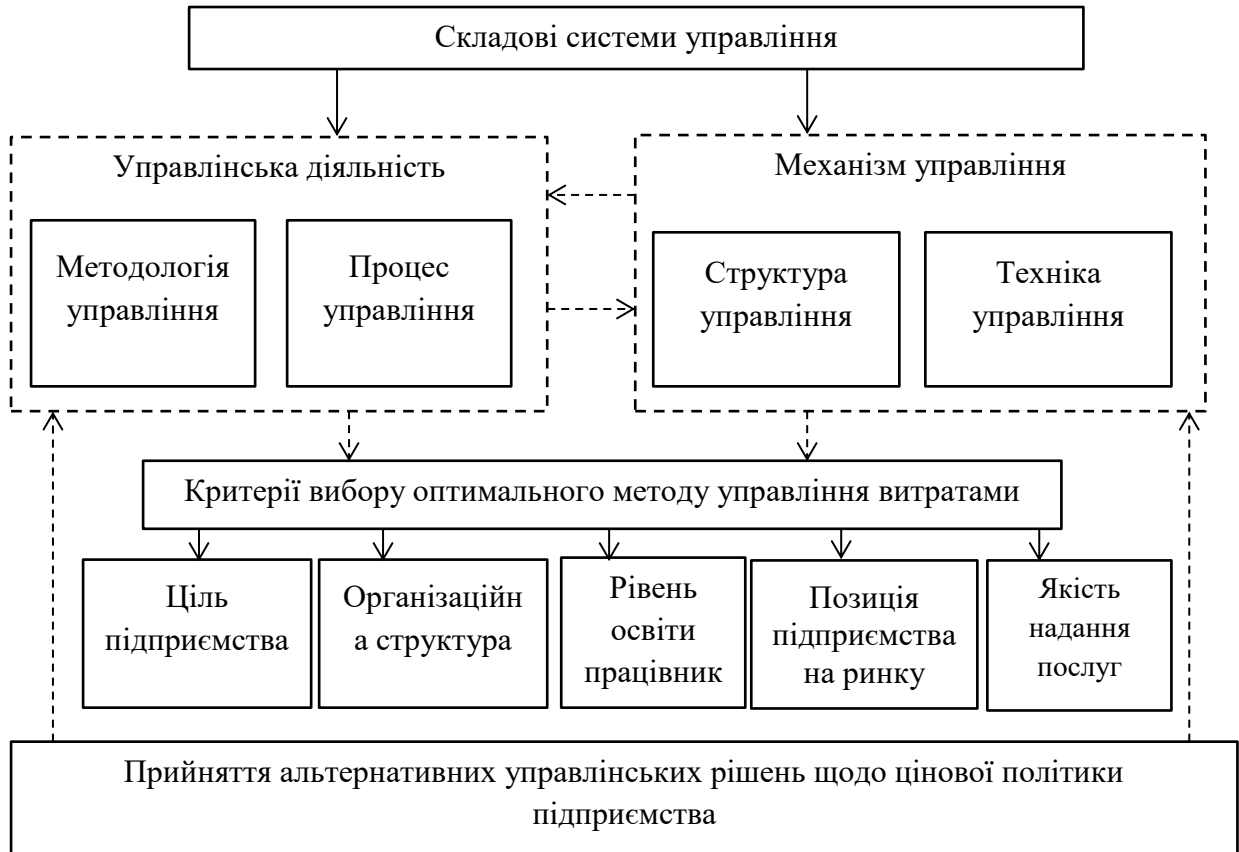 Складові системи управління
Управлінська діяльність
Механізм управління
Методологія
управління
Процес
управління
Структура
управління
Техніка
управління
Критерії вибору оптимального методу управління витратами
Ціль
підприємства
Організаційн
а структура
Рівень
освіти
працівник
Позиція
підприємства
на ринку
Якість
надання
послуг
Прийняття альтернативних управлінських рішень щодо цінової політики
підприємства